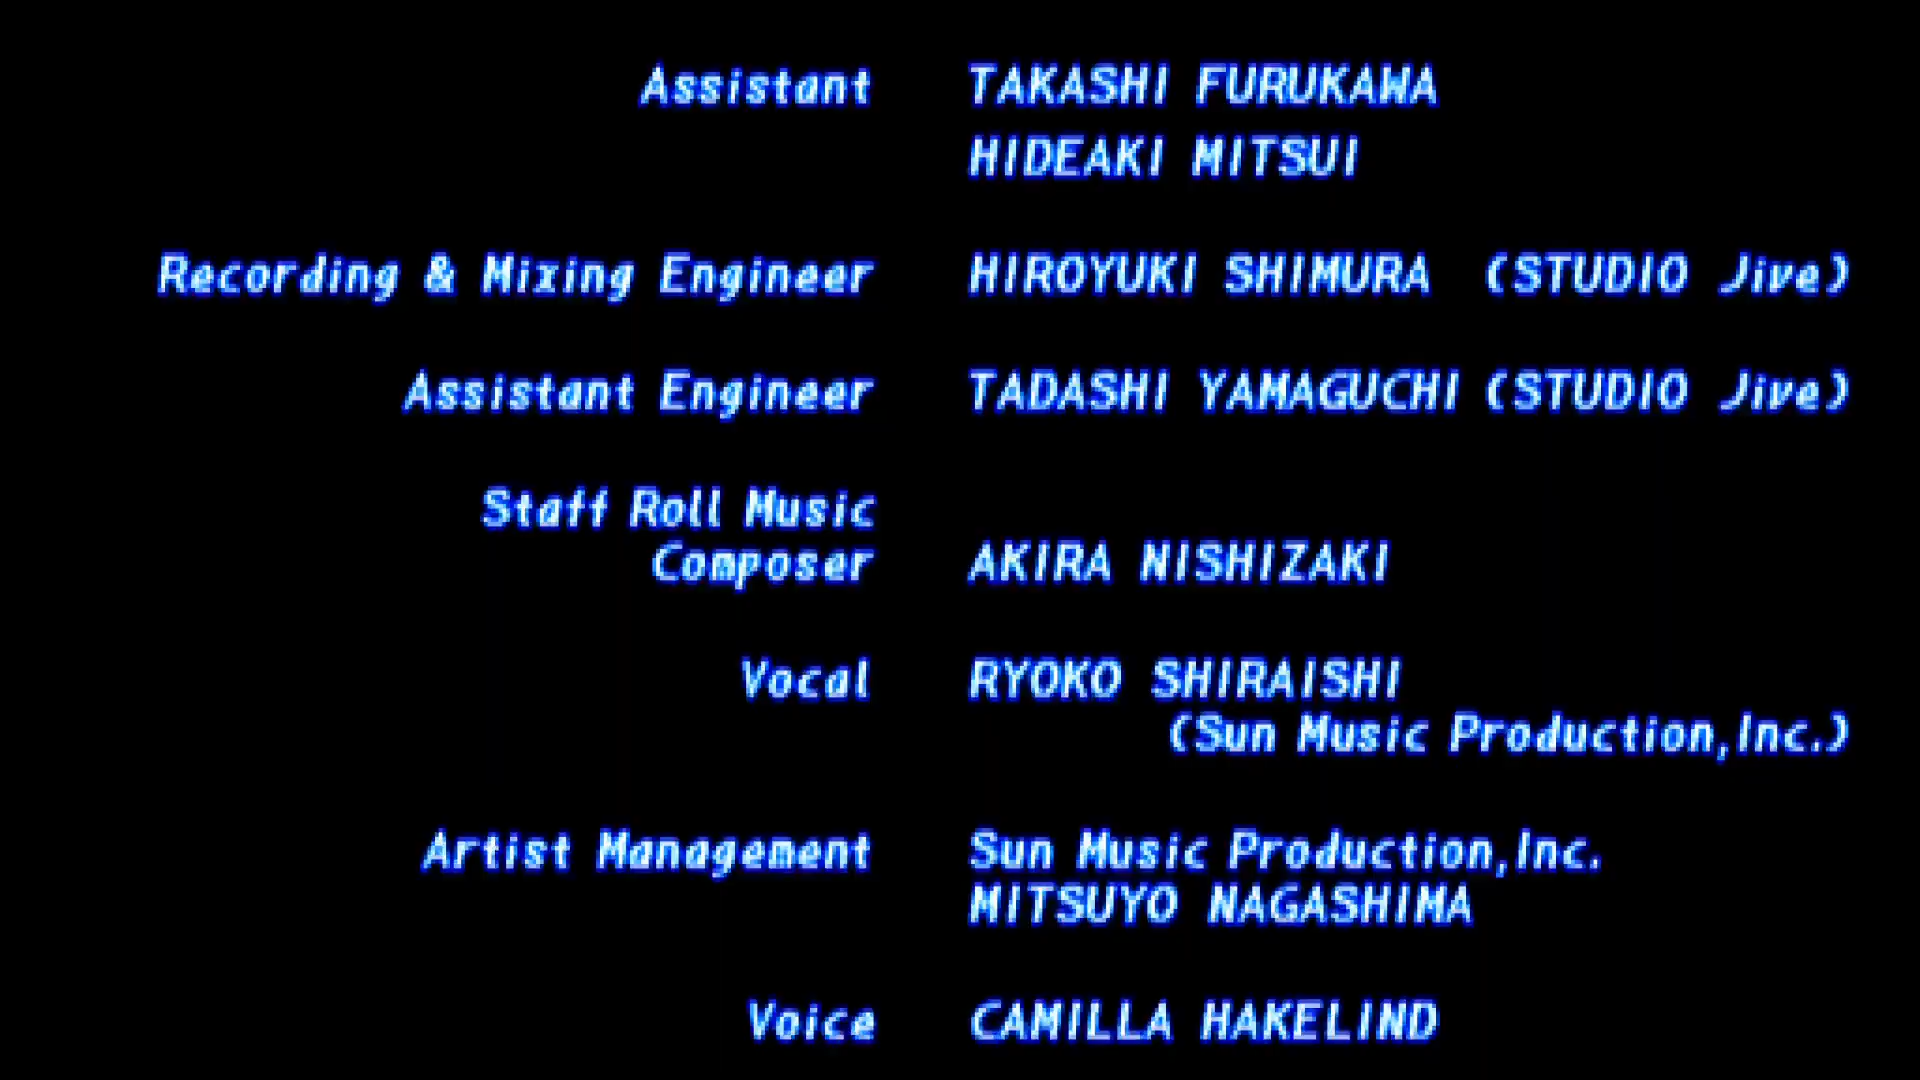 Assistant TAKASHI FURUKAWA
HIDEAKI MITSUI
Recording & Mixing Engineer HIROYUKI SHIMURA (STUDIO Jive)
Assistant Engineer TADASHI YAMAGUCHI (STUDIO Jive)
Staff Roll Music
Composer AKIRA NISHIZAKI
Vocal RYOKO SHIRAISHI
(Sun Music Production,Inc.)
Artist Management Sun Music Production,Inc.
MITSUYO NAGASHIMA
Voice CAMILLA HAKELIND